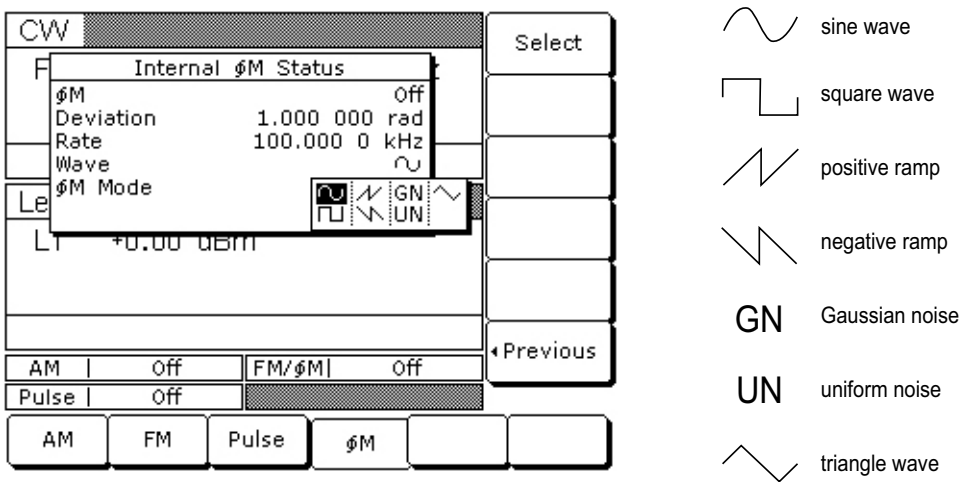 CW
Select
F
Internal ϕM Status
ϕM Off
Deviation 1.000 000 rad
Rate 100.000 0 kHz
Wave
ϕM Mode
GN
UN
Le
L1 +0.00 dBm
◂Previous
AM | Off
FM/ϕM| Off
Pulse | Off
AM
FM
Pulse
ϕM
sine wave
square wave
positive ramp
negative ramp
GN Gaussian noise
UN uniform noise
triangle wave